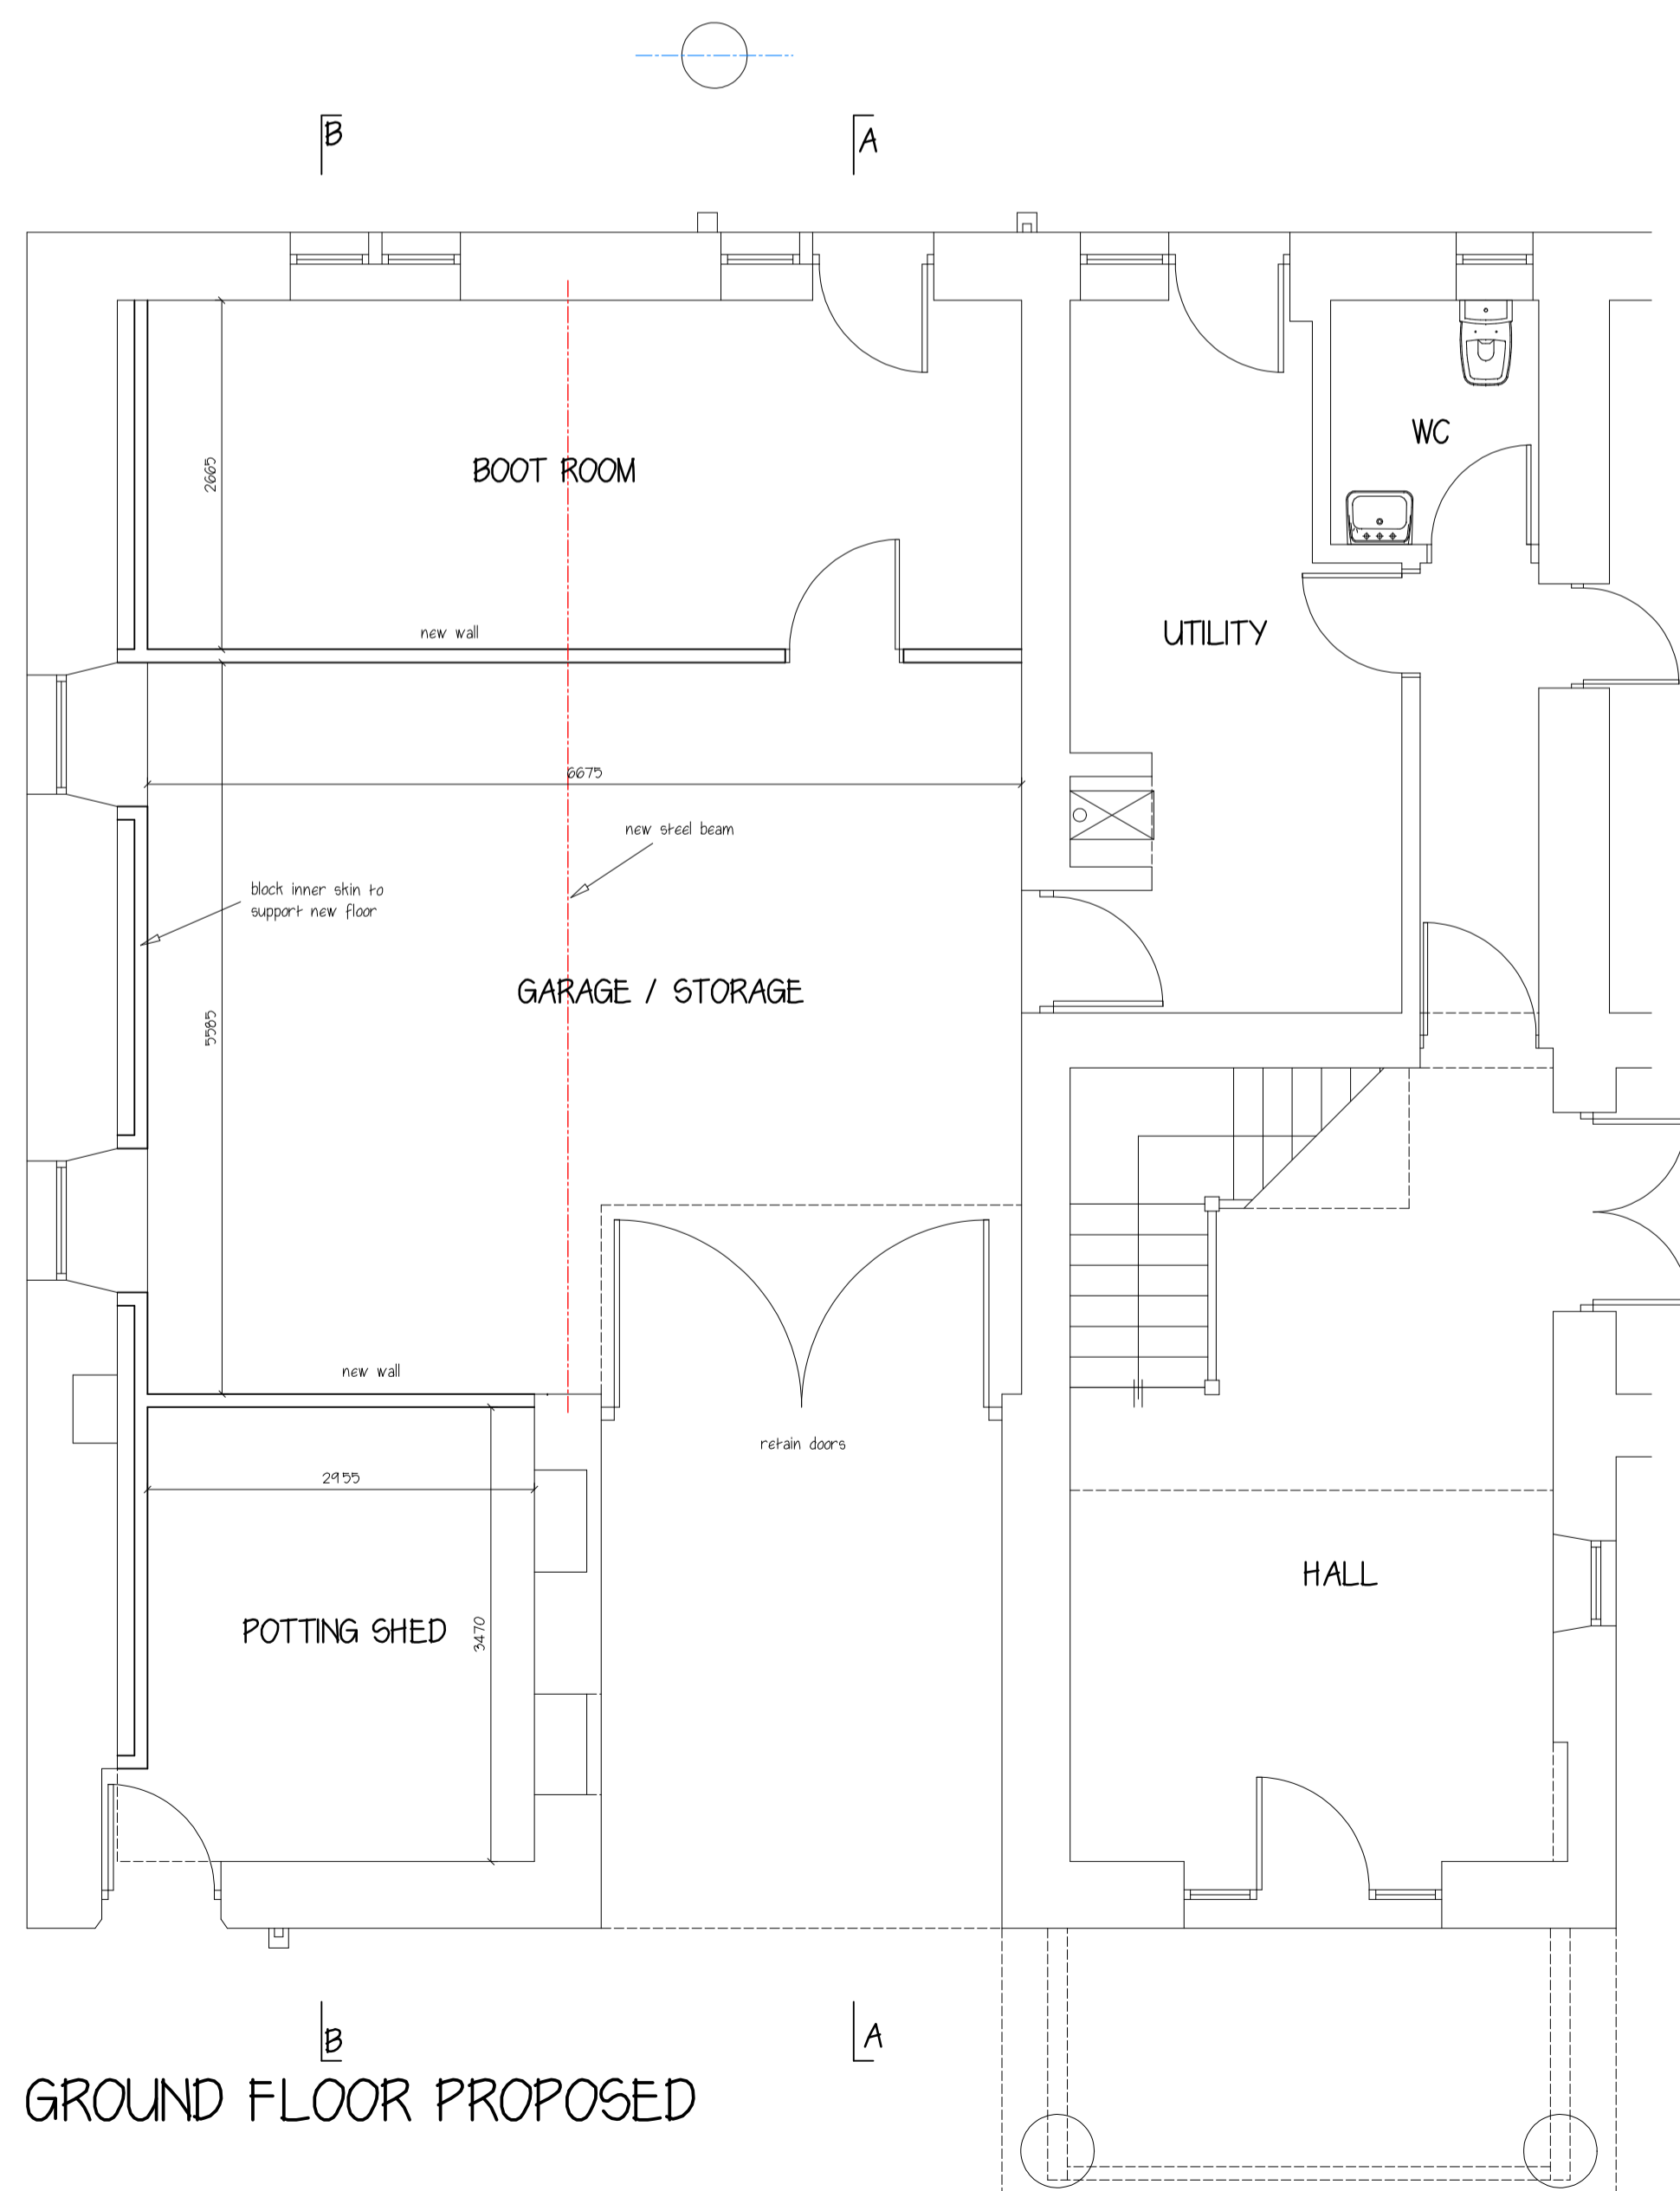 B
A
2665
BOOT ROOM
WC
new wall
UTILITY
6675
new steel beam
block inner skin to
support new floor
GARAGE / STORAGE
5585
new wall
retain doors
2955
HALL
POTTING SHED
3470
B
A
GROUND FLOOR PROPOSED